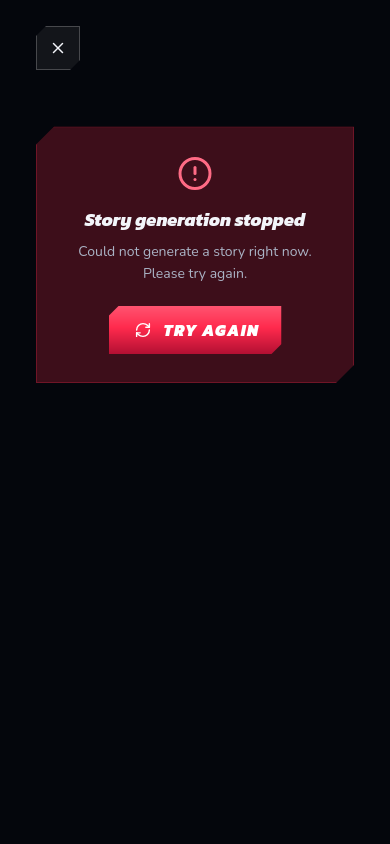 Story generation stopped
Could not generate a story right now.
Please try again.
TRY AGAIN